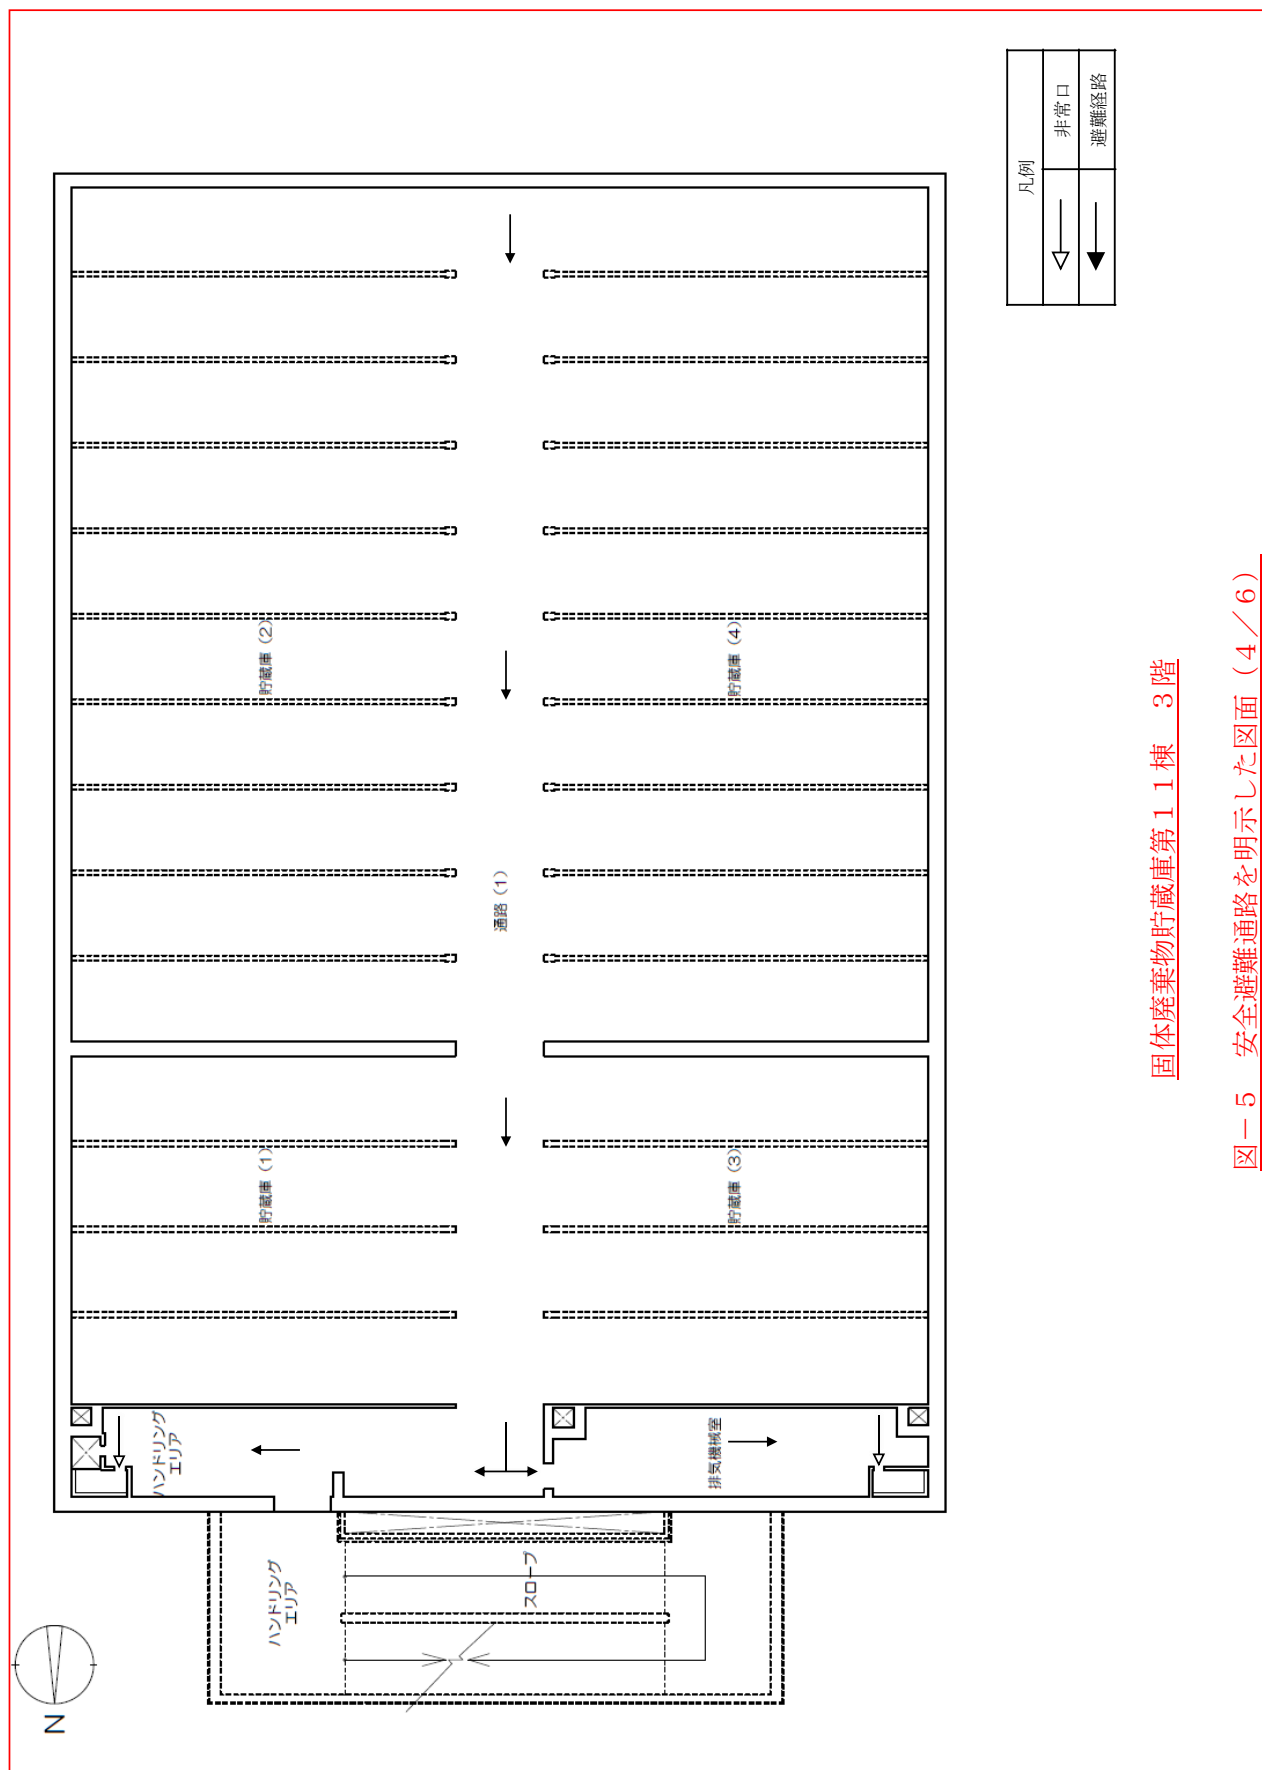 凡例
非常口
避難経路
貯蔵庫（2）
貯蔵庫（4）
通路（1）
貯蔵庫（1）
貯蔵庫（3）
ハンドリング
エリア
排気機械室
ハンドリング
エリア
スロープ
N
固体廃棄物貯蔵庫第１１棟　３階
図－５　安全避難通路を明示した図面（４／６）